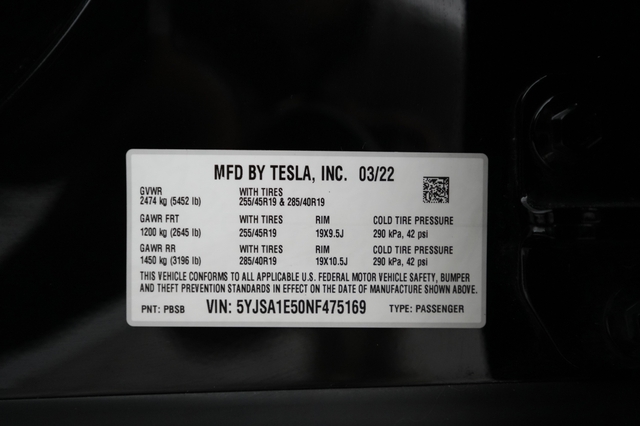 MFD BY TESLA, INC. 03/22
GVWR WITH TIRES
2474 kg (5452 lb) 255/45R19 & 285/40R19
GAWR FRT WITH TIRES RIM COLD TIRE PRESSURE
1200 kg (2645 lb) 255/45R19 19X9.5J 290 kPa, 42 psi
GAWR RR WITH TIRES RIM COLD TIRE PRESSURE
1450 kg (3196 lb) 285/40R19 19X10.5J 290 kPa, 42 psi
THIS VEHICLE CONFORMS TO ALL APPLICABLE U.S. FEDERAL MOTOR VEHICLE SAFETY, BUMPER
AND THEFT PREVENTION STANDARDS IN EFFECT ON THE DATE OF MANUFACTURE SHOWN ABOVE.
PNT: PBSB VIN: 5YJSA1E50NF475169 TYPE: PASSENGER